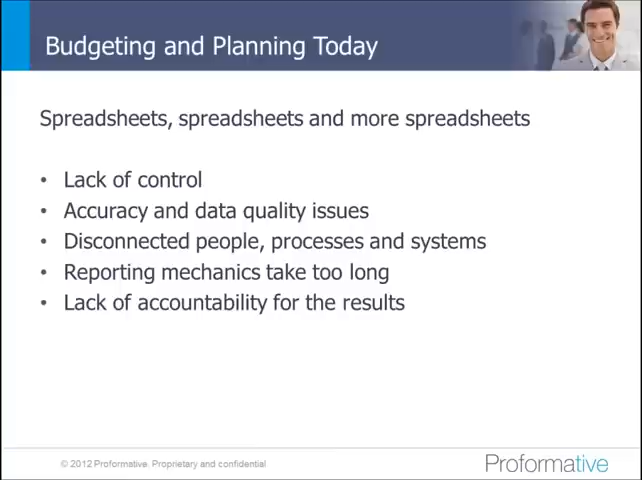 Budgeting and Planning Today
Spreadsheets, spreadsheets and more spreadsheets
• Lack of control
• Accuracy and data quality issues
• Disconnected people, processes and systems
• Reporting mechanics take too long
• Lack of accountability for the results
© 2012 Proformative. Proprietary and confidential
Proformative